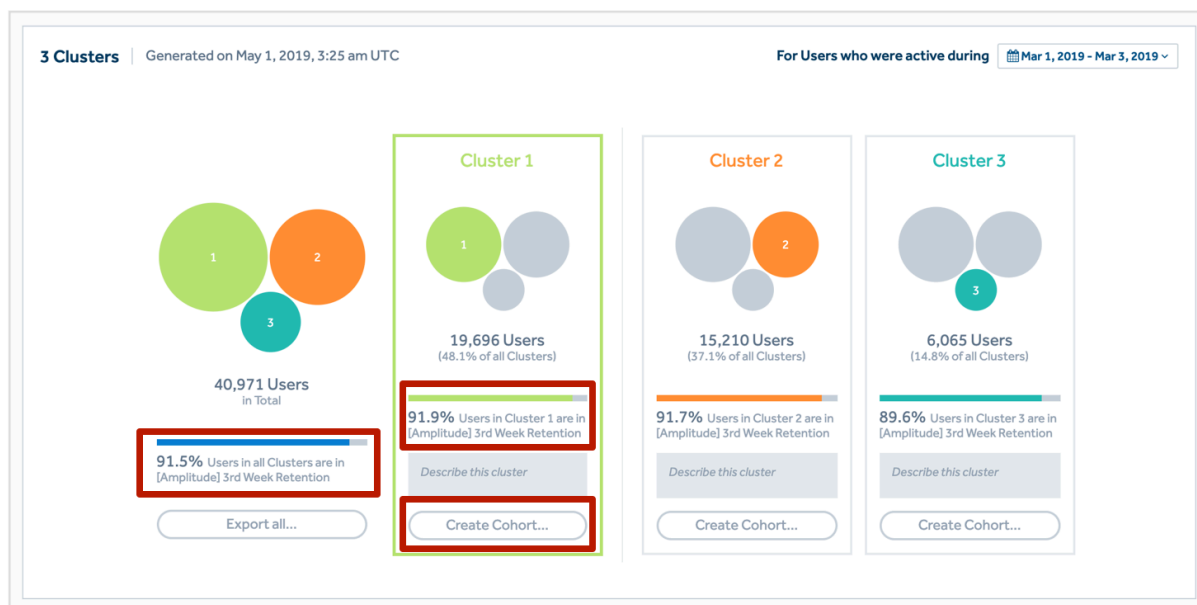 3 Clusters
Generated on May 1, 2019, 3:25 am UTC
For Users who were active during
Mar 1, 2019 - Mar 3, 2019
1
2
3
40,971 Users
in Total
91.5% Users in all Clusters are in
[Amplitude] 3rd Week Retention
Export all...
Cluster 1
1
19,696 Users
(48.1% of all Clusters)
91.9% Users in Cluster 1 are in
[Amplitude] 3rd Week Retention
Describe this cluster
Create Cohort...
Cluster 2
2
15,210 Users
(37.1% of all Clusters)
91.7% Users in Cluster 2 are in
[Amplitude] 3rd Week Retention
Describe this cluster
Create Cohort...
Cluster 3
3
6,065 Users
(14.8% of all Clusters)
89.6% Users in Cluster 3 are in
[Amplitude] 3rd Week Retention
Describe this cluster
Create Cohort...